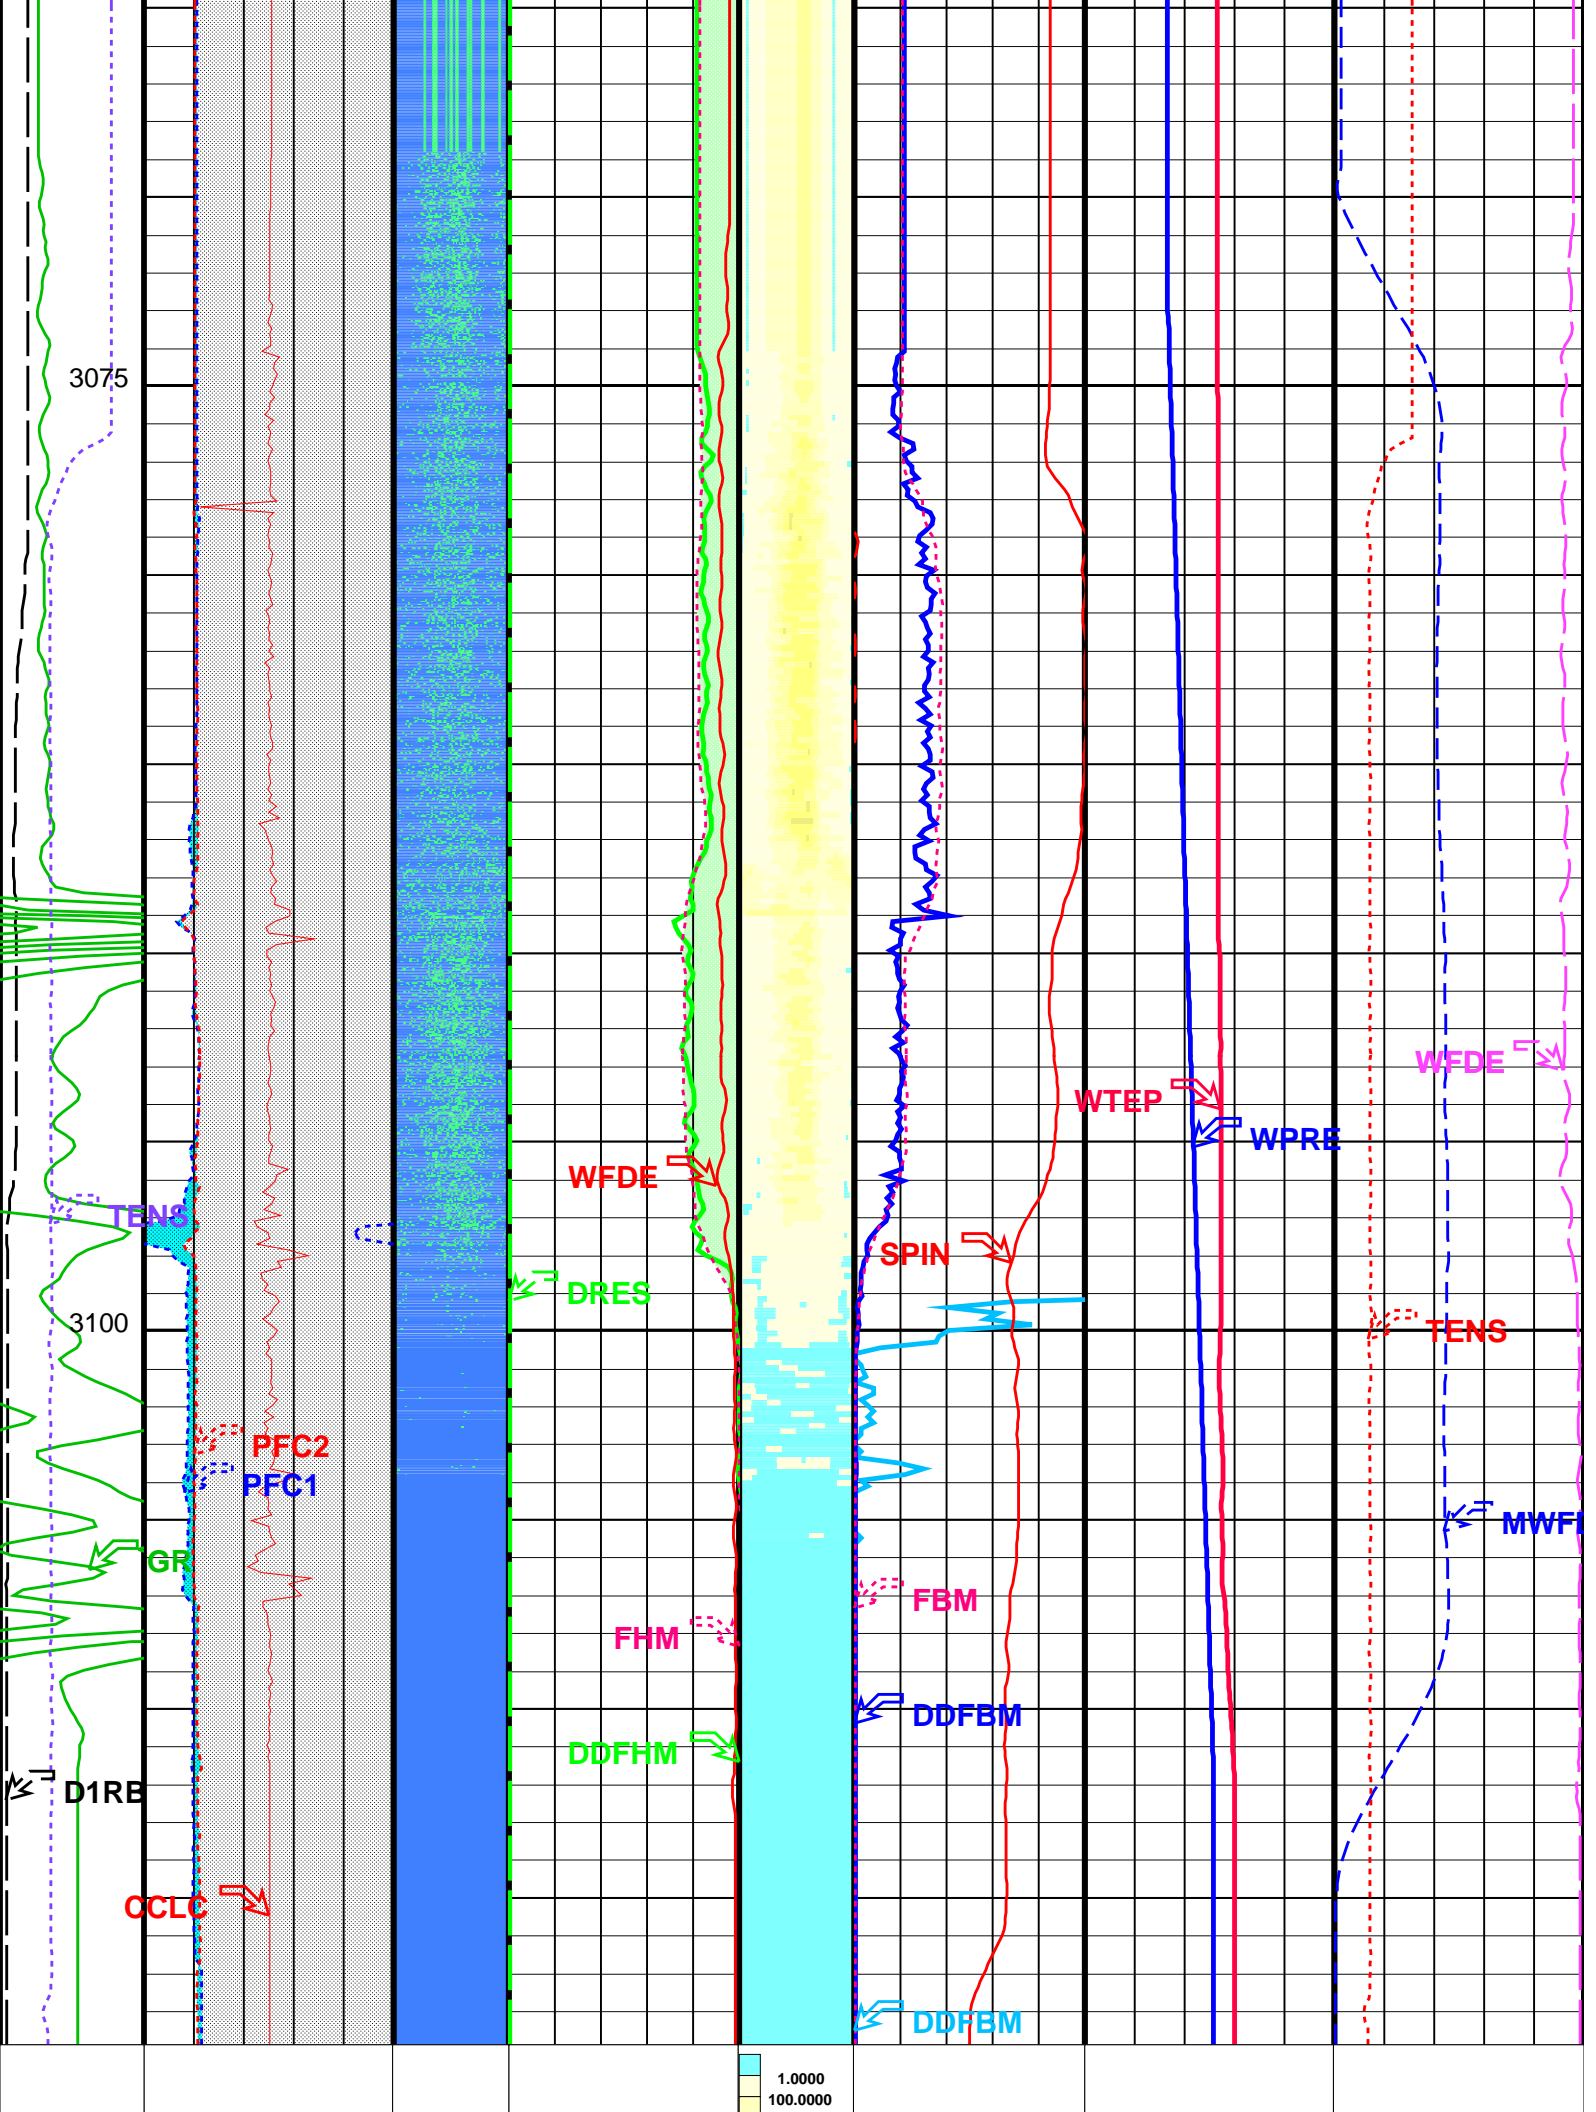 3075
WFDE
WTEP
WPRE
WFDE
TENS
SPIN
DRES
3100
TENS
PFC2
PFC1
MWF
GR
FBM
FHM
DDFBM
DDFHM
D1RB
CCLC
DDFBM
1.0000
100.0000